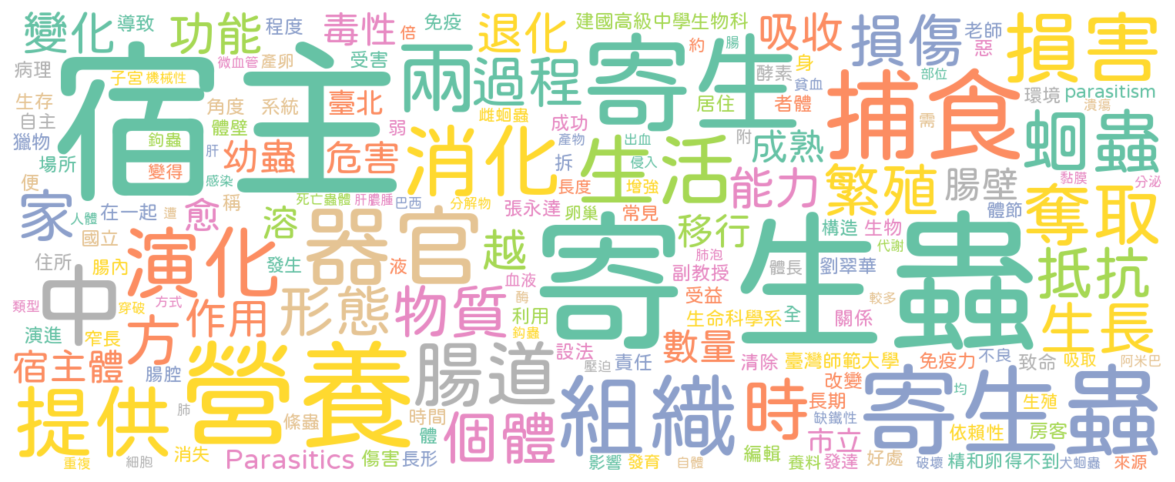 變化
導致
功能
程度
毒性
倍
免疫
退化
建國高級中學生物科
約
腸
吸收
身
損傷
老師
惡
損害
病理
宿主
子宮
機械性
微血管
產卵
受害
兩
過程
寄生
酵素
貧血
部位
捕食
環境
潰瘍
parasitism
生存
自主
獵物
鉤蟲
角度
體壁
系統
臺北
弱
雌蛔蟲
成功
產物
出血
居住
附
者體
需
蛔蟲
場所
變得
肝
感染
幼蟲
危害
消化
拆
侵入
生活
成熟
能力
繁殖
腸壁
黏膜
分泌
便
家
人體
在一起
遭
愈
稱
溶
死亡蟲體
肝膿腫
巴西
分解物
長度
增強
張永達
卵巢
常見
體節
奪取
國立
住所
腸內
演化
發生
器官
液
越
血液
移行
肺泡
副教授
構造
生物
代謝
體長
劉翠華
寄生蟲
抵抗
類型
穿破
方式
中
作用
形態
物質
酶
利用
鈎蟲
受益
生命科學系
全
關係
較多
生長
演進
窄長
方
腸腔
營養
腸道
設法
壓迫
責任
數量
清除
臺灣師範大學
免疫力
不良
致命
吸取
阿米巴
宿主體
提供
肺
絛蟲
時間
體
個體
組織
時
改變
長期
缺鐵性
市立
寄生蟲
均
依賴性
生殖
房客
重複
細胞
消失
Parasitics
傷害
長形
影響
發育
自體
編輯
養料
發達
好處
破壞
精和卵
得不到
犬蛔蟲
來源